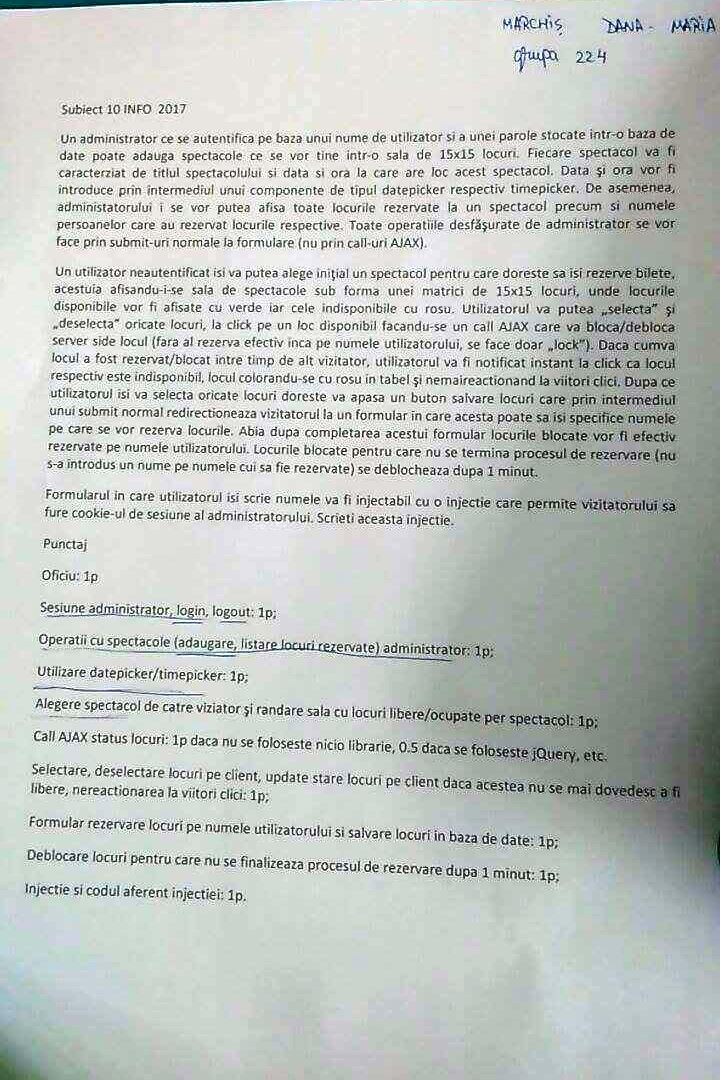 MARCHIȘ DANA - MARIA
grupa 224
Subiect 10 INFO 2017
Un administrator ce se autentifica pe baza unui nume de utilizator si a unei parole stocate intr-o baza de
date poate adauga spectacole ce se vor tine intr-o sala de 15x15 locuri. Fiecare spectacol va fi
caracterziat de titlul spectacolului si data si ora la care are loc acest spectacol. Data şi ora vor fi
introduce prin intermediul unui componente de tipul datepicker respectiv timepicker. De asemenea,
administatorului i se vor putea afisa toate locurile rezervate la un spectacol precum si numele
persoanelor care au rezervat locurile respective. Toate operatiile desfăşurate de administrator se vor
face prin submit-uri normale la formulare (nu prin call-uri AJAX).
Un utilizator neautentificat isi va putea alege iniţial un spectacol pentru care doreste sa isi rezerve bilete,
acestuia afisandu-i-se sala de spectacole sub forma unei matrici de 15x15 locuri, unde locurile
disponibile vor fi afisate cu verde iar cele indisponibile cu rosu. Utilizatorul va putea „selecta” şi
„deselecta” oricate locuri, la click pe un loc disponibil facandu-se un call AJAX care va bloca/debloca
server side locul (fara al rezerva efectiv inca pe numele utilizatorului, se face doar „lock”). Daca cumva
locul a fost rezervat/blocat intre timp de alt vizitator, utilizatorul va fi notificat instant la click ca locul
respectiv este indisponibil, locul colorandu-se cu rosu in tabel şi nemaireactionand la viitori clici. Dupa ce
utilizatorul isi va selecta oricate locuri doreste va apasa un buton salvare locuri care prin intermediul
unui submit normal redirectioneaza vizitatorul la un formular in care acesta poate sa isi specifice numele
pe care se vor rezerva locurile. Abia dupa completarea acestui formular locurile blocate vor fi efectiv
rezervate pe numele utilizatorului. Locurile blocate pentru care nu se termina procesul de rezervare (nu
s-a introdus un nume pe numele cui sa fie rezervate) se deblocheaza dupa 1 minut.
Formularul in care utilizatorul isi scrie numele va fi injectabil cu o injectie care permite vizitatorului sa
fure cookie-ul de sesiune al administratorului. Scrieti aceasta injectie.
Punctaj
Oficiu: 1p
Sesiune administrator, login, logout: 1p;
Operatii cu spectacole (adaugare, listare locuri rezervate) administrator: 1p;
Utilizare datepicker/timepicker: 1p;
Alegere spectacol de catre viziator şi randare sala cu locuri libere/ocupate per spectacol: 1p;
Call AJAX status locuri: 1p daca nu se foloseste nicio librarie, 0.5 daca se foloseste jQuery, etc.
Selectare, deselectare locuri pe client, update stare locuri pe client daca acestea nu se mai dovedesc a fi
libere, nereactionarea la viitori clici: 1p;
Formular rezervare locuri pe numele utilizatorului si salvare locuri in baza de date: 1p;
Deblocare locuri pentru care nu se finalizeaza procesul de rezervare dupa 1 minut: 1p;
Injectie si codul aferent injectiei: 1p.